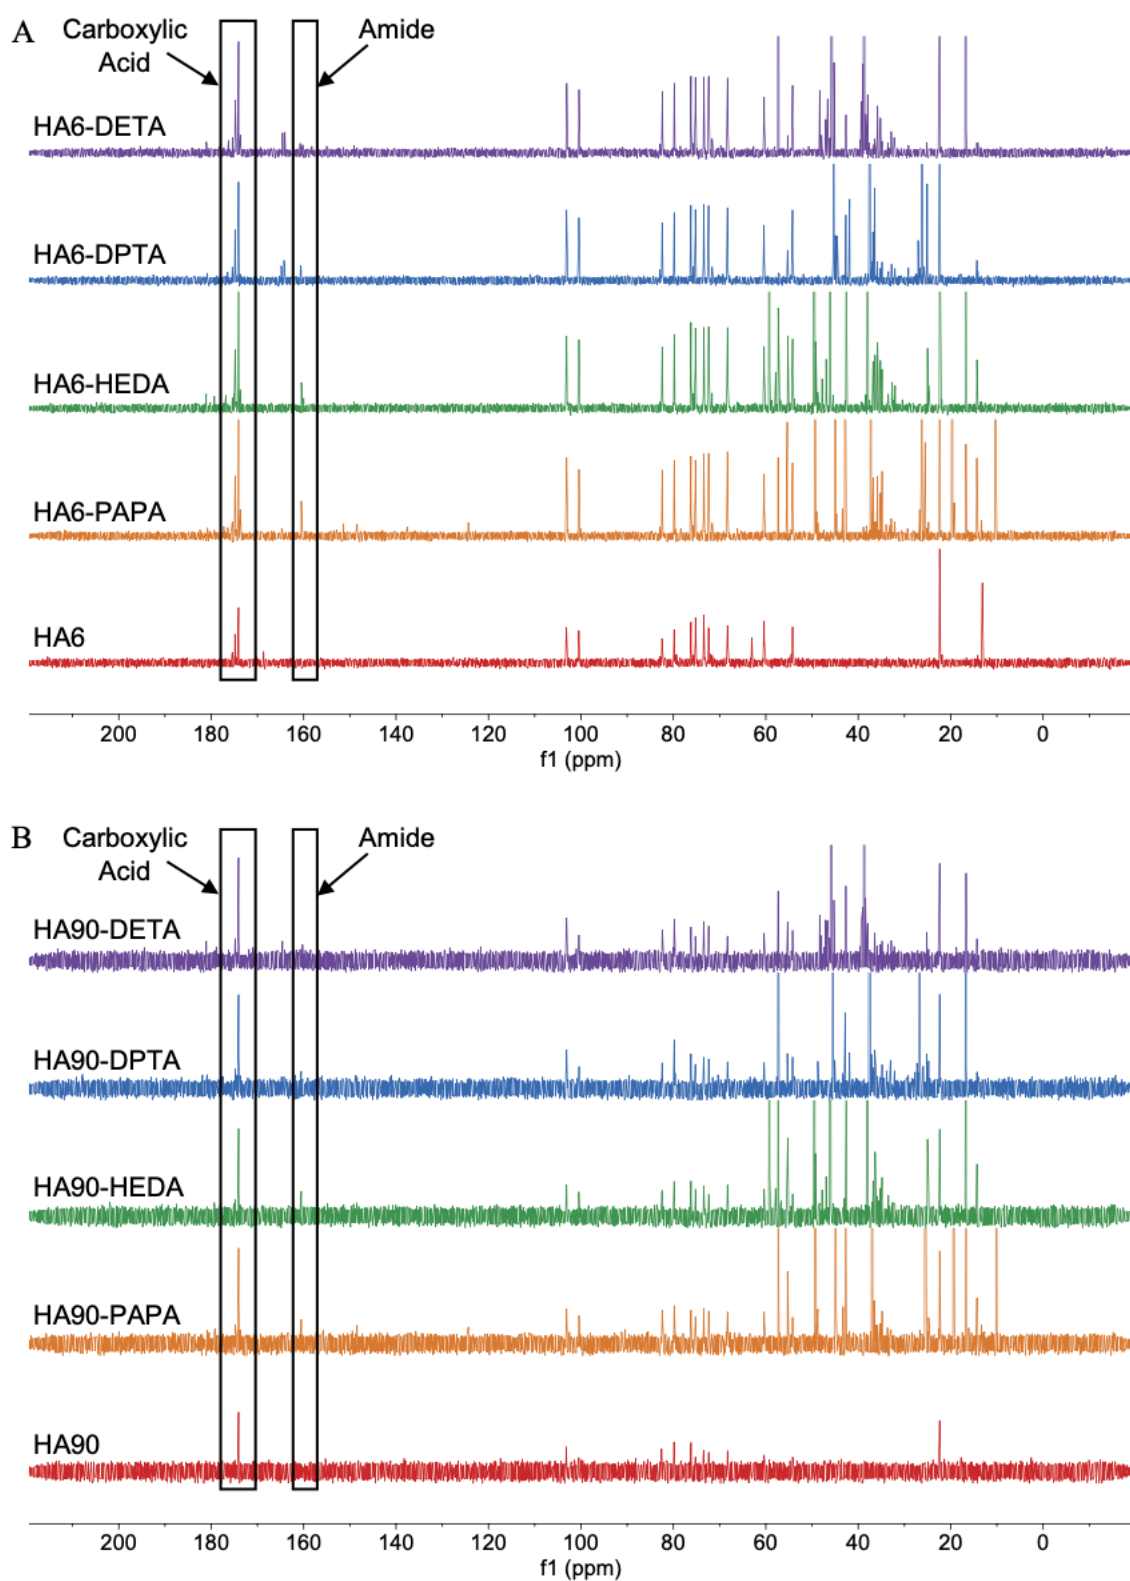 A
Carboxylic
Acid
Amide
HA6-DETA
HA6-DPTA
HA6-HEDA
HA6-PAPA
HA6
200 180 160 140 120 100 80 60 40 20 0
f1 (ppm)
B
Carboxylic
Acid
Amide
HA90-DETA
HA90-DPTA
HA90-HEDA
HA90-PAPA
HA90
200 180 160 140 120 100 80 60 40 20 0
f1 (ppm)